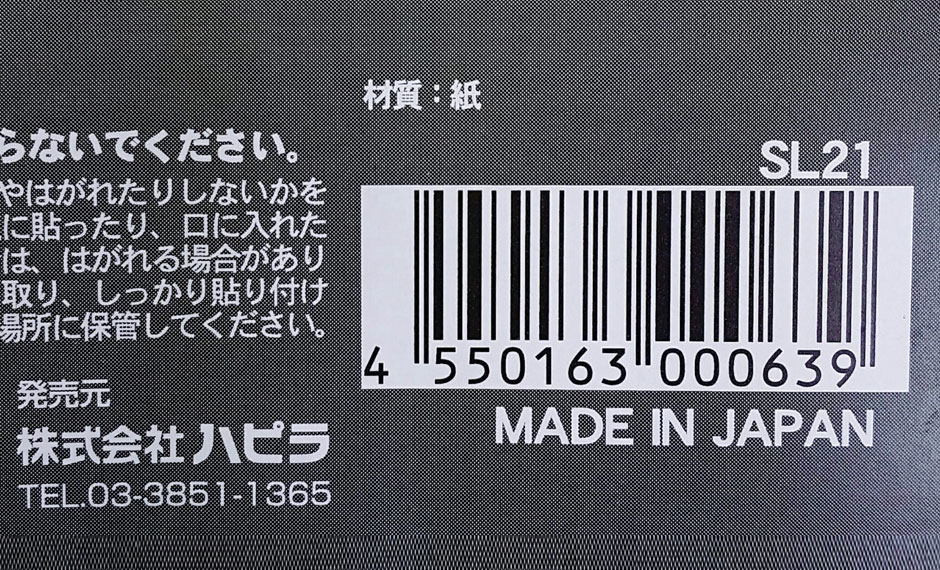 材質：紙
らないでください。
やはがれたりしないかを
に貼ったり、口に入れた
は、はがれる場合があり
取り、しっかり貼り付け
場所に保管してください。
発売元
株式会社ハピラ
TEL.03-3851-1365
SL21
4 550163 000639
MADE IN JAPAN